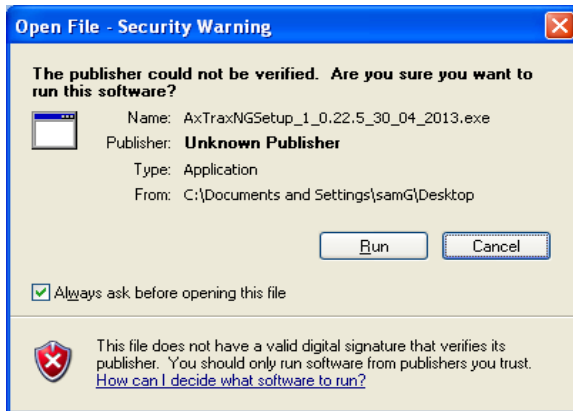 Open File - Security Warning
The publisher could not be verified.  Are you sure you want to
run this software?
Name: AxTraxNGSetup_1_0.22.5_30_04_2013.exe
Publisher: Unknown Publisher
Type: Application
From: C:\Documents and Settings\samG\Desktop
Run Cancel
Always ask before opening this file
This file does not have a valid digital signature that verifies its
publisher.  You should only run software from publishers you trust.
How can I decide what software to run?